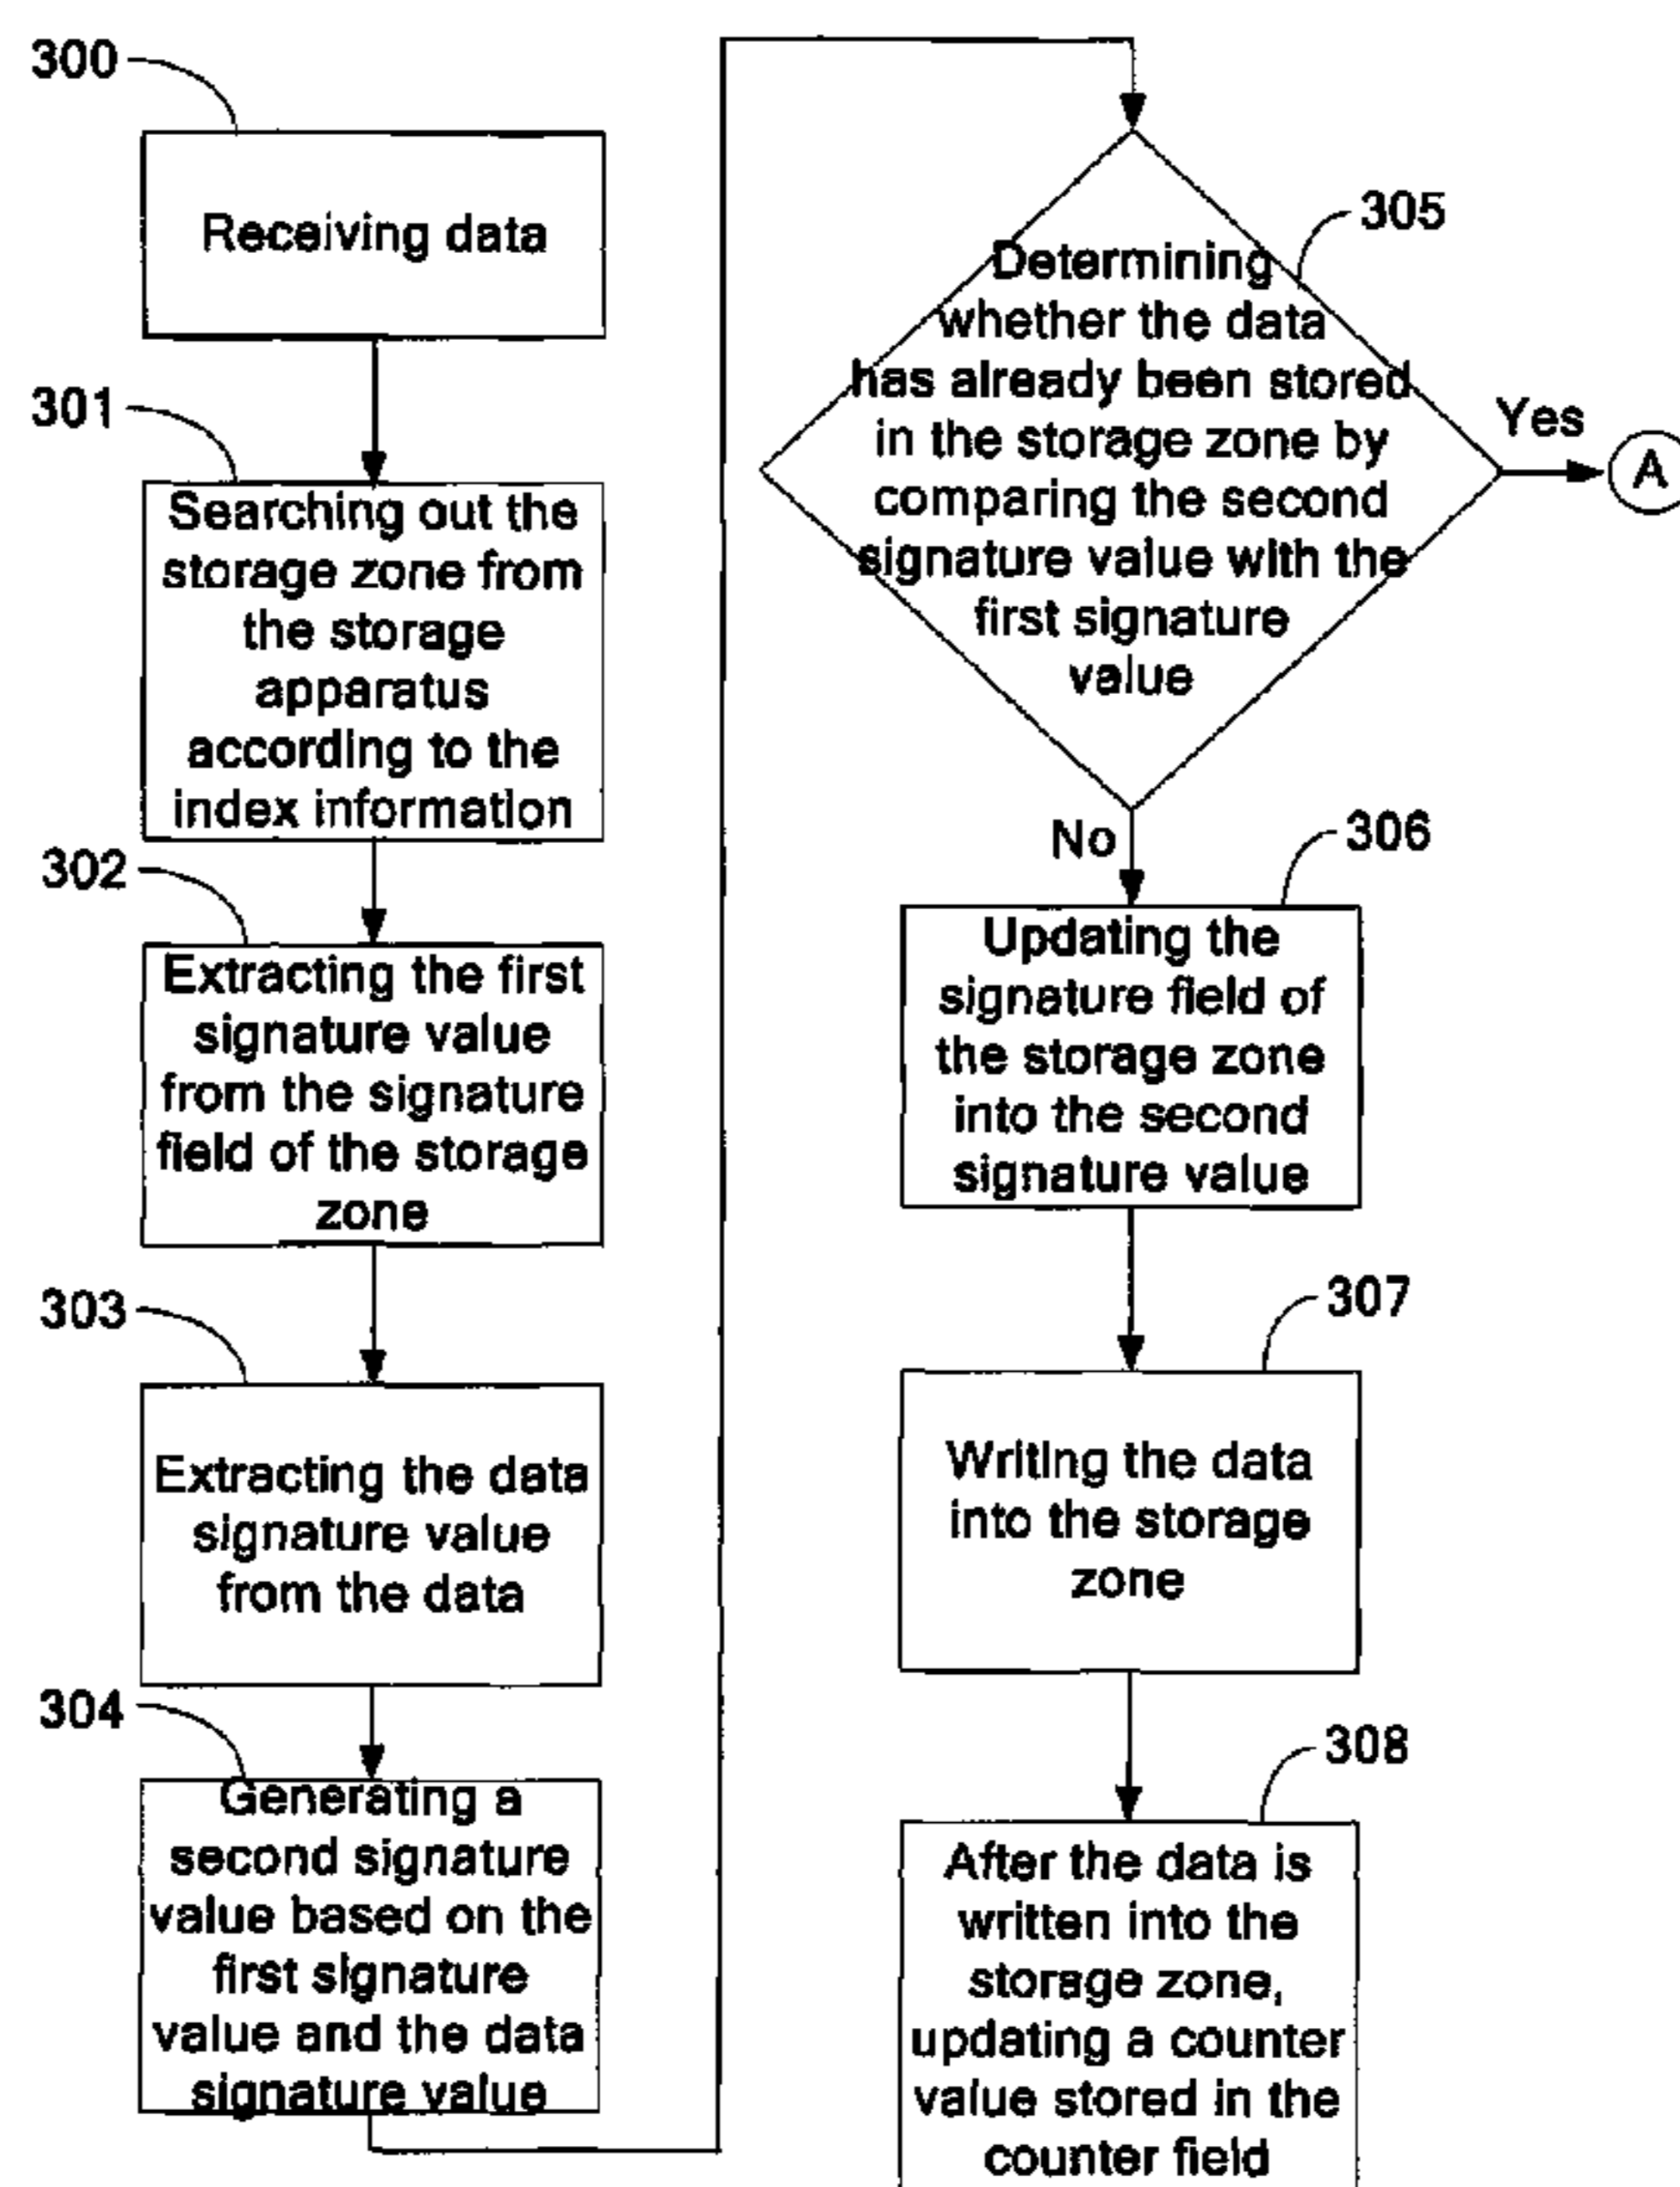 300
Receiving data
301
Searching out the
storage zone from
the storage
apparatus
according to the
index information
302
Extracting the first
signature value
from the signature
field of the storage
zone
303
Extracting the data
signature value
from the data
304
Generating a
second signature
value based on the
first signature
value and the data
signature value
305
Determining
whether the data
has already been stored
in the storage zone by
comparing the second
signature value with the
first signature
value
Yes
A
No
306
Updating the
signature field of
the storage zone
into the second
signature value
307
Writing the data
into the storage
zone
308
After the data is
written into the
storage zone,
updating a counter
value stored in the
counter field